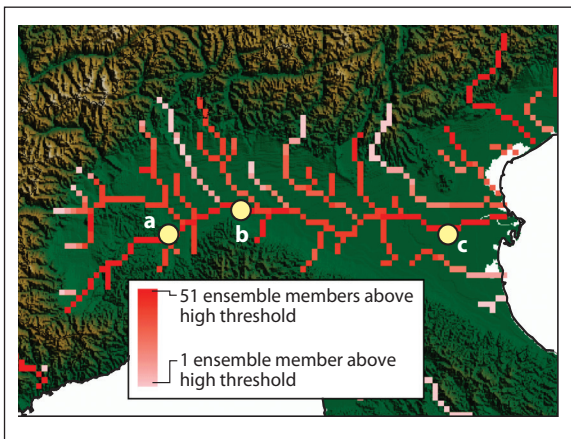 a
b
c
51 ensemble members above
high threshold
1 ensemble member above
high threshold